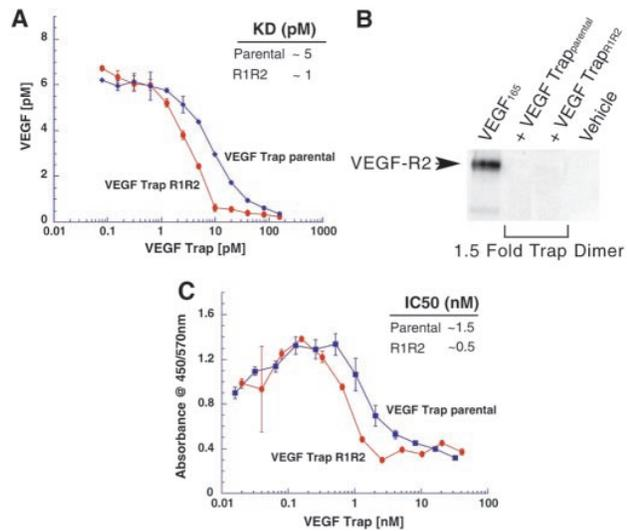 A
KD (pM)
Parental ~ 5
R1R2 ~ 1
8
6
4
2
0
VEGF [pM]
VEGF Trap parental
VEGF Trap R1R2
0.01 0.1 1 10 100 1000
VEGF Trap [pM]
B
VEGF165
+ VEGF Trapparental
+ VEGF TrapR1R2
Vehicle
VEGF-R2
1.5 Fold Trap Dimer
C
IC50 (nM)
Parental ~1.5
R1R2 ~0.5
1.6
1.2
0.8
0.4
0
Absorbance @ 450/570nm
VEGF Trap parental
VEGF Trap R1R2
0.01 0.1 1 10 100
VEGF Trap [nM]